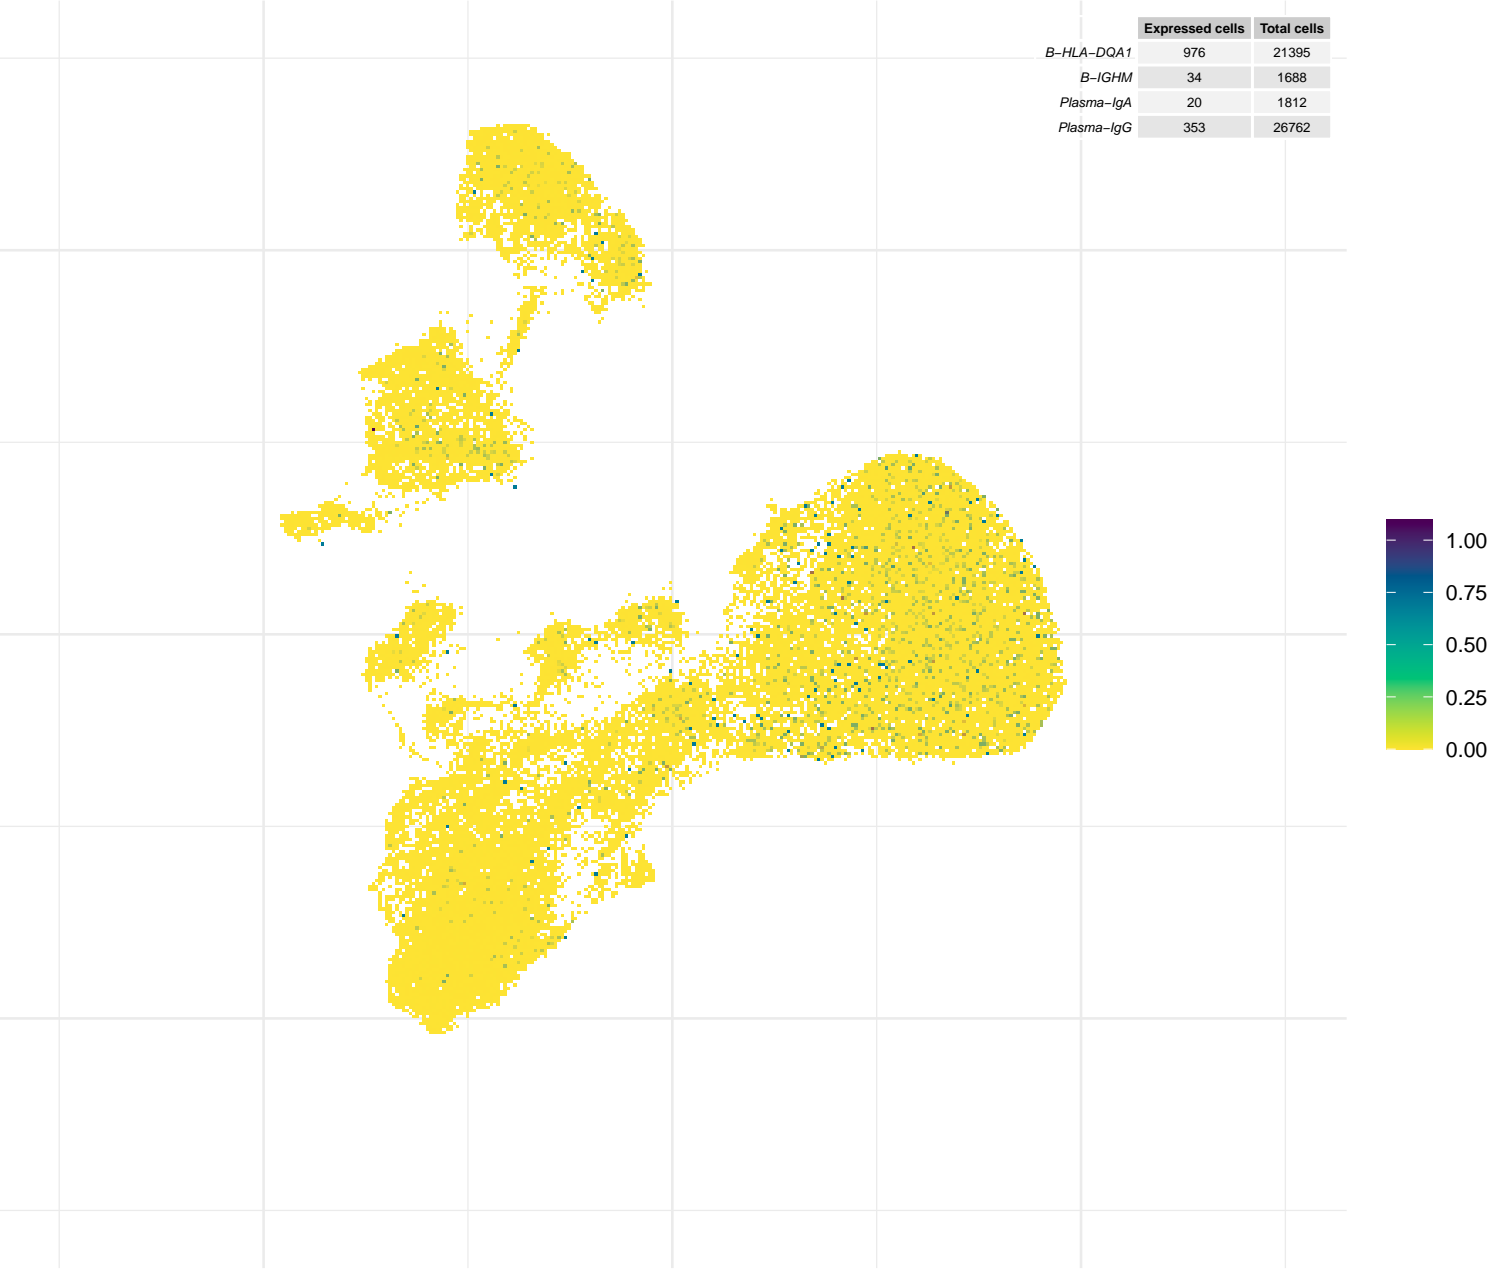 Expressed cells Total cells
B−HLA−DQA1 976 21395
B−IGHM 34 1688
Plasma−IgA 20 1812
Plasma−IgG 353 26762
1.00
0.75
0.50
0.25
0.00